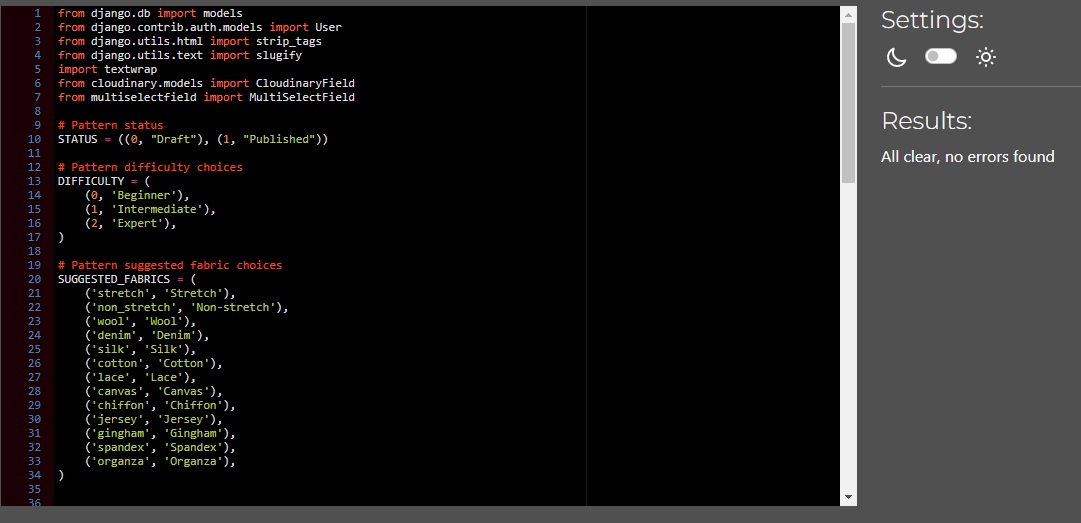 1 from django.db import models
2 from django.contrib.auth.models import User
3 from django.utils.html import strip_tags
4 from django.utils.text import slugify
5 import textwrap
6 from cloudinary.models import CloudinaryField
7 from multiselectfield import MultiSelectField
8
9 # Pattern status
10 STATUS = ((0, "Draft"), (1, "Published"))
11
12 # Pattern difficulty choices
13 DIFFICULTY = (
14     (0, 'Beginner'),
15     (1, 'Intermediate'),
16     (2, 'Expert'),
17 )
18
19 # Pattern suggested fabric choices
20 SUGGESTED_FABRICS = (
21     ('stretch', 'Stretch'),
22     ('non_stretch', 'Non-stretch'),
23     ('wool', 'Wool'),
24     ('denim', 'Denim'),
25     ('silk', 'Silk'),
26     ('cotton', 'Cotton'),
27     ('lace', 'Lace'),
28     ('canvas', 'Canvas'),
29     ('chiffon', 'Chiffon'),
30     ('jersey', 'Jersey'),
31     ('gingham', 'Gingham'),
32     ('spandex', 'Spandex'),
33     ('organza', 'Organza'),
34 )
35
36
Settings:
Results:
All clear, no errors found